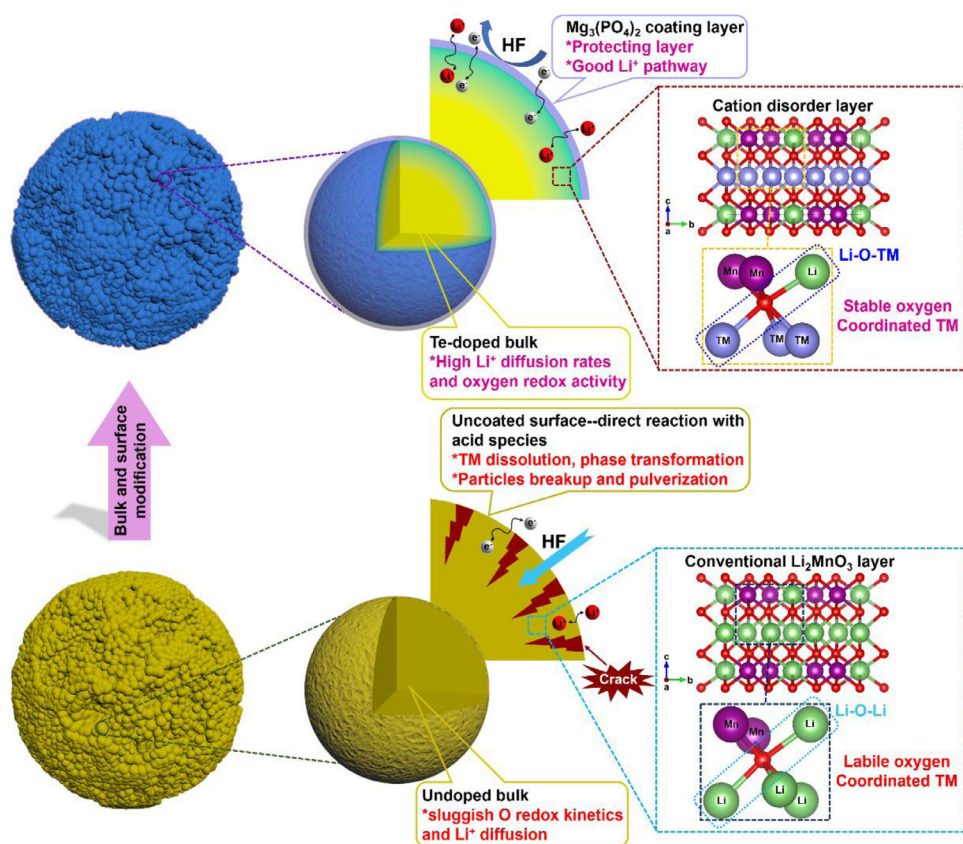 Mg₃(PO₄)₂ coating layer
*Protecting layer
*Good Li⁺ pathway
Li⁺
e⁻
HF
Li⁺
e⁻
e⁻
e⁻
Li⁺
Li⁺
Te-doped bulk
*High Li⁺ diffusion rates
and oxygen redox activity
Cation disorder layer
c
a
b
Li-O-TM
Mn
Mn
Li
TM
TM
TM
Stable oxygen
Coordinated TM
Bulk and surface
modification
Uncoated surface--direct reaction with
acid species
*TM dissolution, phase transformation
*Particles breakup and pulverization
e⁻
e⁻
HF
Li⁺
Li⁺
Crack
Undoped bulk
*sluggish O redox kinetics
and Li⁺ diffusion
Conventional Li₂MnO₃ layer
c
a
b
Li-O-Li
Mn
Mn
Li
Li
Li
Li
Labile oxygen
Coordinated TM